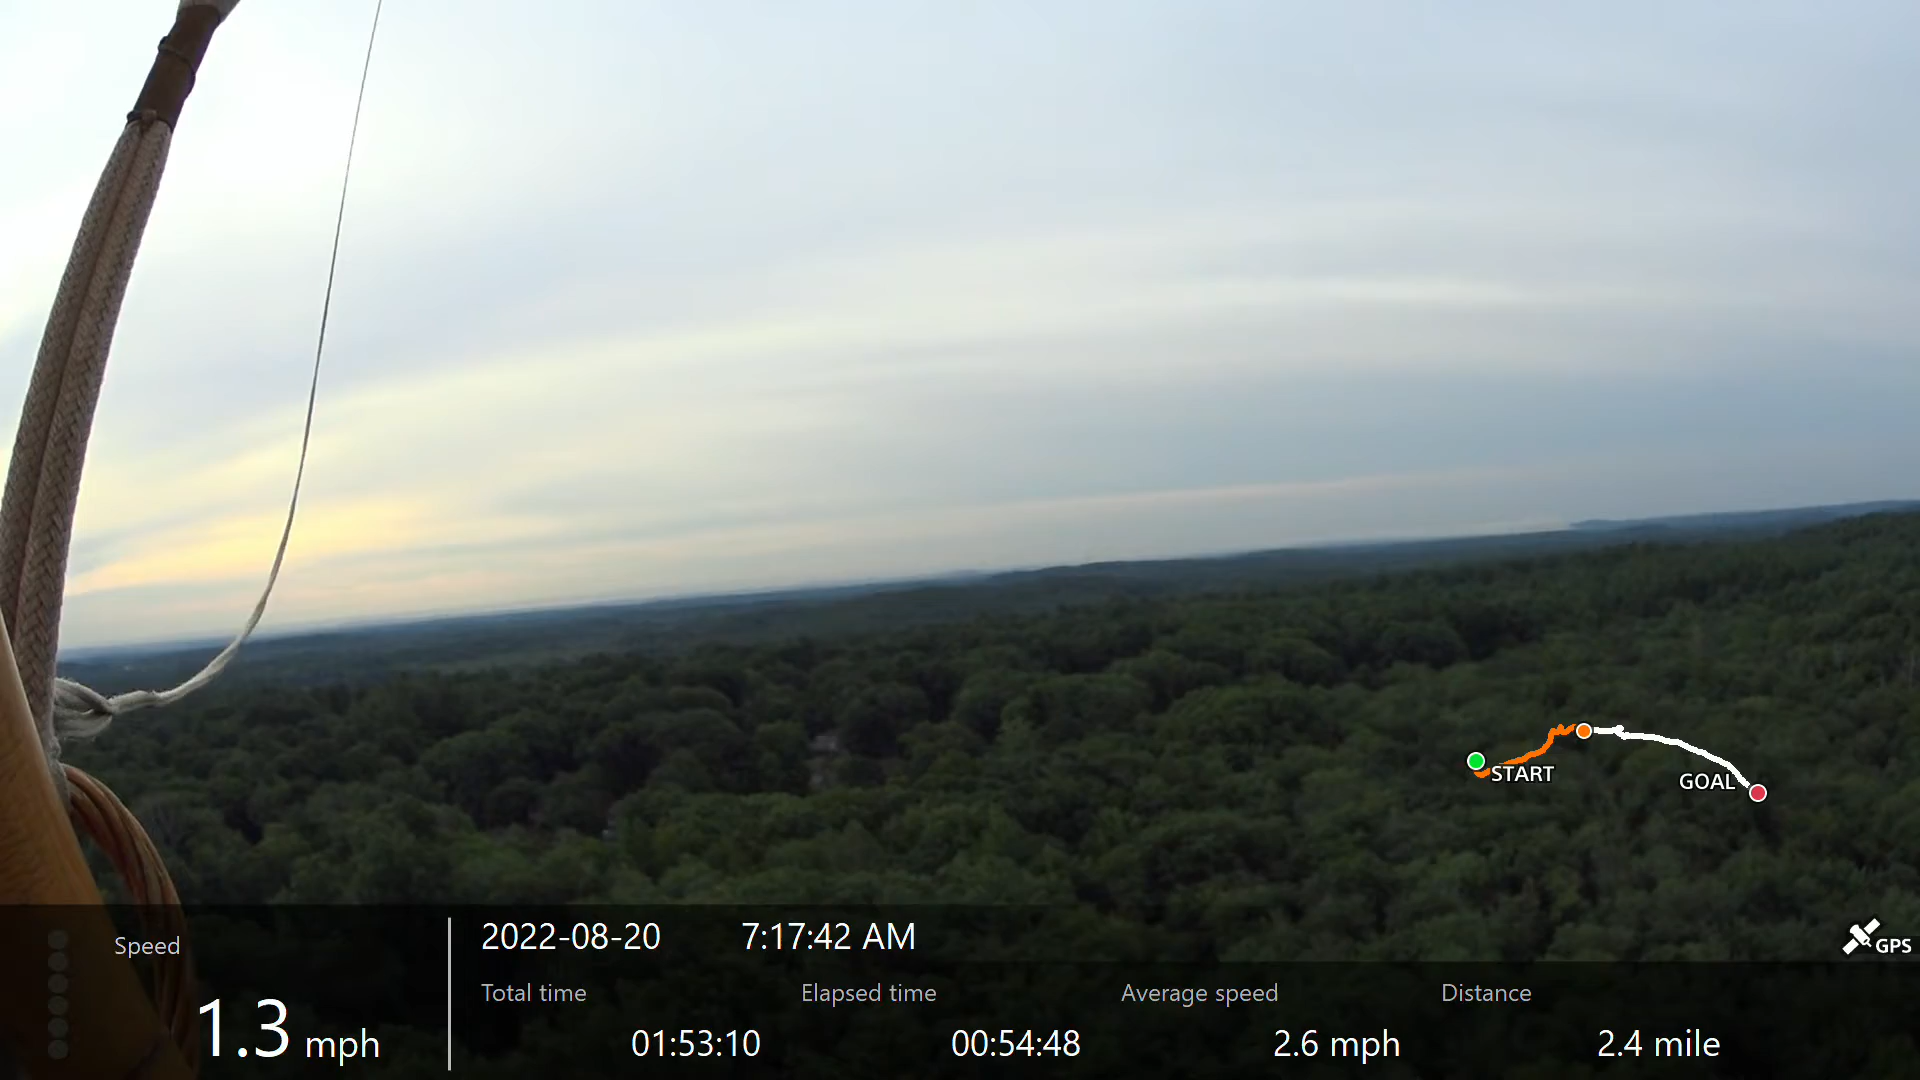 START
GOAL
GPS
Speed
1.3 mph
2022-08-20 7:17:42 AM
Total time Elapsed time Average speed Distance
01:53:10 00:54:48 2.6 mph 2.4 mile